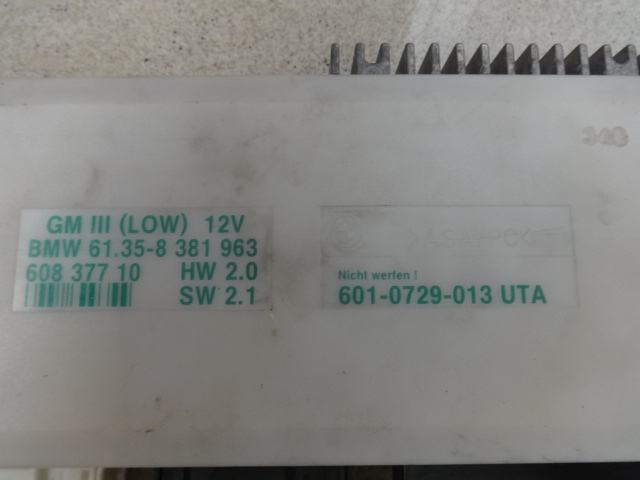 GM III (LOW) 12V
BMW 61.35-8 381 963
608 377 10 HW 2.0
SW 2.1
Nicht werfen !
601-0729-013 UTA